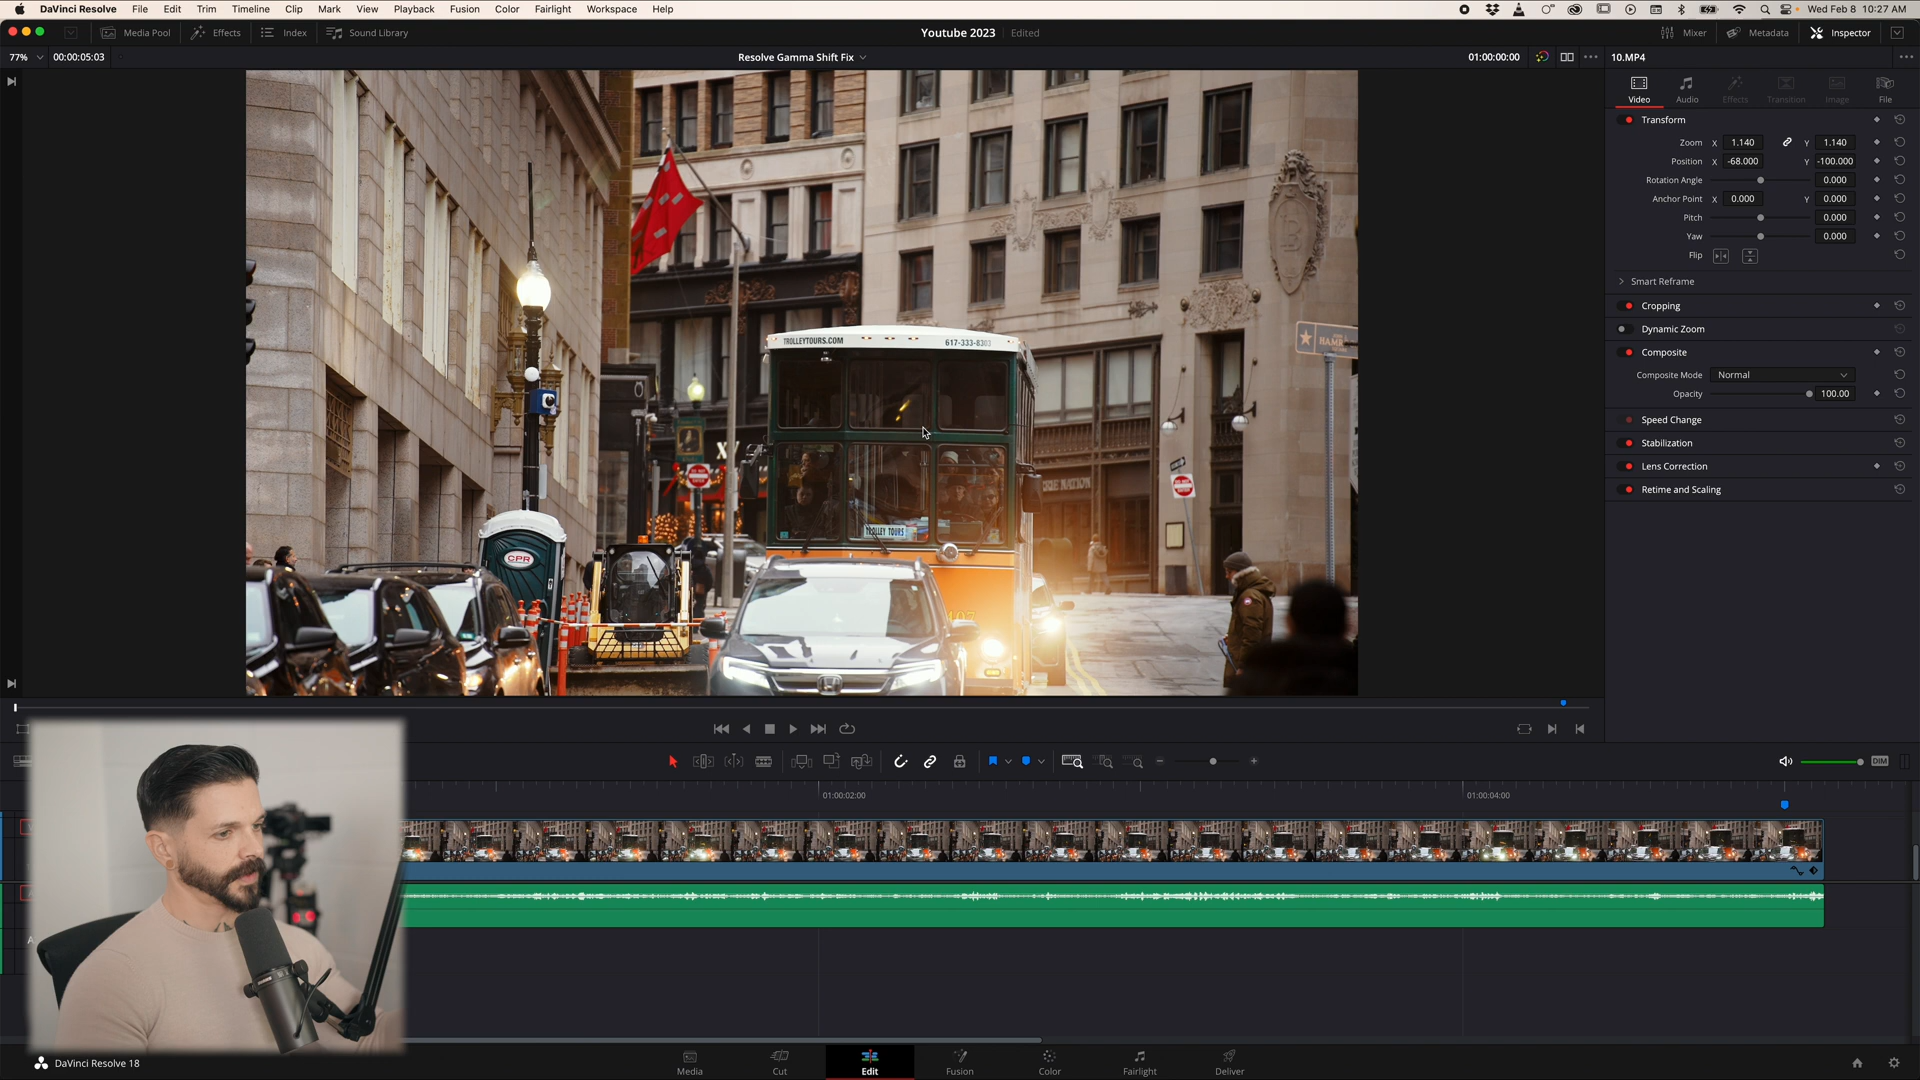 DaVinci Resolve File Edit Trim Timeline Clip Mark View Playback Fusion Color Fairlight Workspace Help Wed Feb 8 10:27 AM
Media Pool Effects Index Sound Library Youtube 2023 Edited Mixer Metadata Inspector
77% 00:00:05:03 Resolve Gamma Shift Fix 01:00:00:00 10.MP4
Video Audio Effects Transition Image File
Transform
Zoom X 1.140 Y 1.140
Position X -68.000 Y -100.000
Rotation Angle 0.000
Anchor Point X 0.000 Y 0.000
Pitch 0.000
Yaw 0.000
Flip
Smart Reframe
Cropping
Dynamic Zoom
Composite
Composite Mode Normal
Opacity 100.00
Speed Change
Stabilization
Lens Correction
Retime and Scaling
TROLLEYTOURS.COM 617-333-8303
TROLLEY TOURS
CPR
DIM
01:00:02:00 01:00:04:00
DaVinci Resolve 18 Media Cut Edit Fusion Color Fairlight Deliver